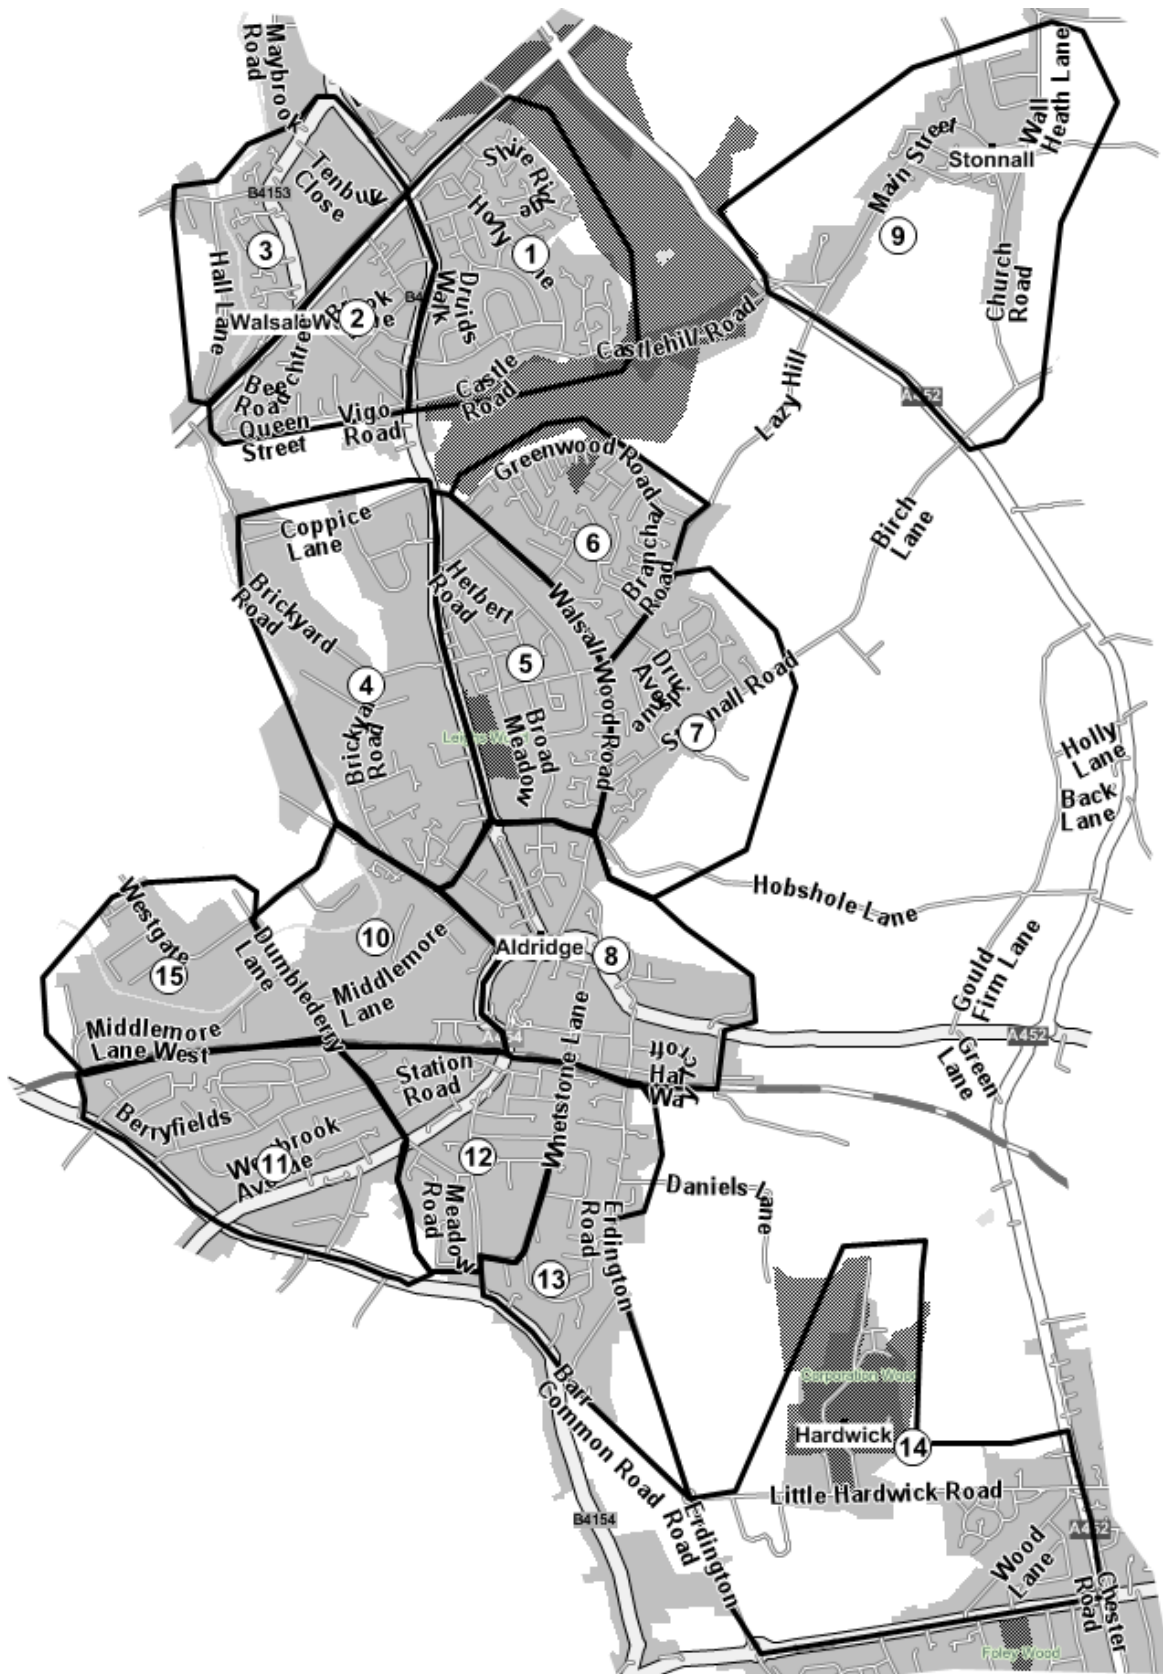 Maybrook
Road
Wall
Heath Lane
Main Street
Stonnall
Shire Ridge
Tenbury
Close
B4153
Holly
9
3
1
Hall Lane
Druids
Walk
Church
Road
2
Castlehill Road
Castle
Road
Lazy Hill
A452
Vigo
Road
Queen
Street
Greenwood Road
Coppice
Lane
Birch
Lane
6
Branchal
Road
Herbert
Road
Brickyard
Road
Walsall Wood Road
5
4
Druids
Avenue
7
Brickyard
Road
Broad
Meadow
Holly
Lane
Back
Lane
Hobshole Lane
Westgate
10
Aldridge
8
15
Dumblederry
Lane
Middlemore
Lane
Gould
Firm Lane
Middlemore
Lane West
A452
Green
Lane
Station
Road
Whetstone Lane
Berryfields
11
12
Daniels Lane
Meadow
Road
Erdington
Road
13
Corporation Wood
Hardwick
14
Barr
Common Road
Little Hardwick Road
B4154
Erdington
Road
A452
Wood
Lane
Chester
Road
Foley Wood